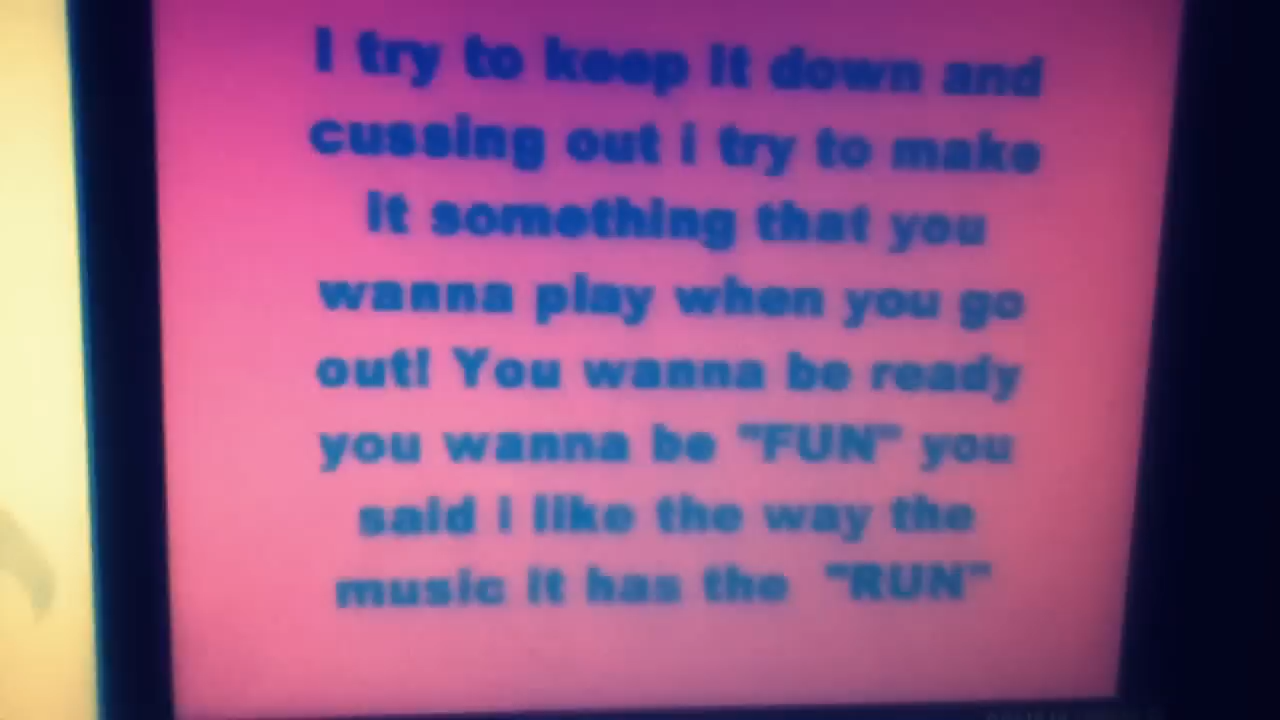 I try to keep it down and
cussing out i try to make
it something that you
wanna play when you go
out! You wanna be ready
you wanna be "FUN" you
said i like the way the
music it has the "RUN"